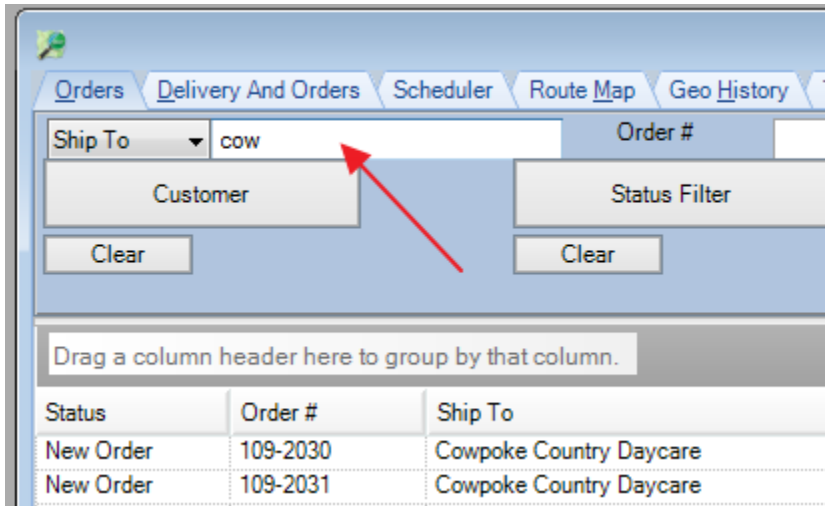 Orders Delivery And Orders Scheduler Route Map Geo History
Ship To cow Order #
Customer Status Filter
Clear Clear
Drag a column header here to group by that column.
Status Order # Ship To
New Order 109-2030 Cowpoke Country Daycare
New Order 109-2031 Cowpoke Country Daycare